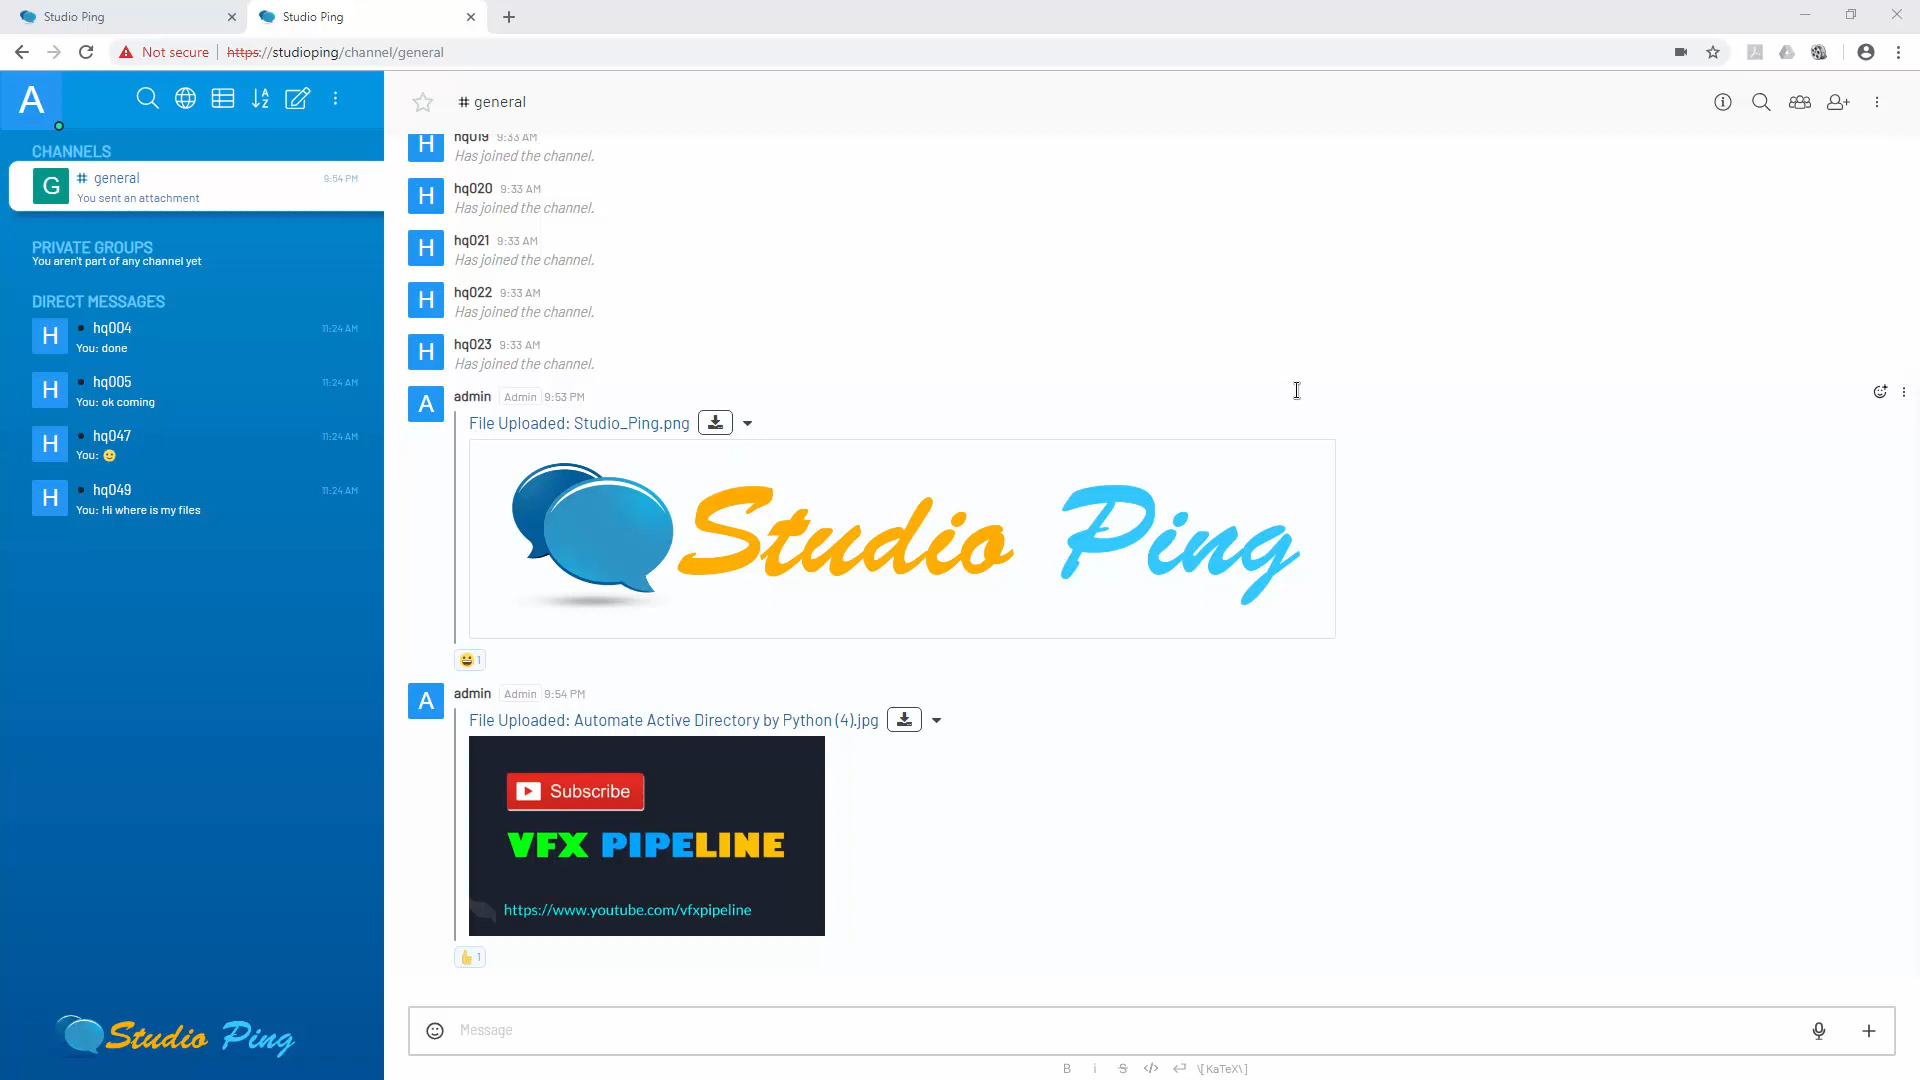 Studio Ping
Studio Ping
Not secure
https://studioping/channel/general
A
# general
CHANNELS
G
# general
9:54 PM
You sent an attachment
PRIVATE GROUPS
You aren't part of any channel yet
DIRECT MESSAGES
H
hq004
11:24 AM
You: done
H
hq005
11:24 AM
You: ok coming
H
hq047
11:24 AM
You: 🙂
H
hq049
11:24 AM
You: Hi where is my files
Studio Ping
H
hq019 9:33 AM
Has joined the channel.
H
hq020 9:33 AM
Has joined the channel.
H
hq021 9:33 AM
Has joined the channel.
H
hq022 9:33 AM
Has joined the channel.
H
hq023 9:33 AM
Has joined the channel.
A
admin Admin 9:53 PM
File Uploaded: Studio_Ping.png
Studio Ping
😀 1
A
admin Admin 9:54 PM
File Uploaded: Automate Active Directory by Python (4).jpg
Subscribe
VFX PIPELINE
https://www.youtube.com/vfxpipeline
👍 1
Message
B i S </> \[KaTeX\]